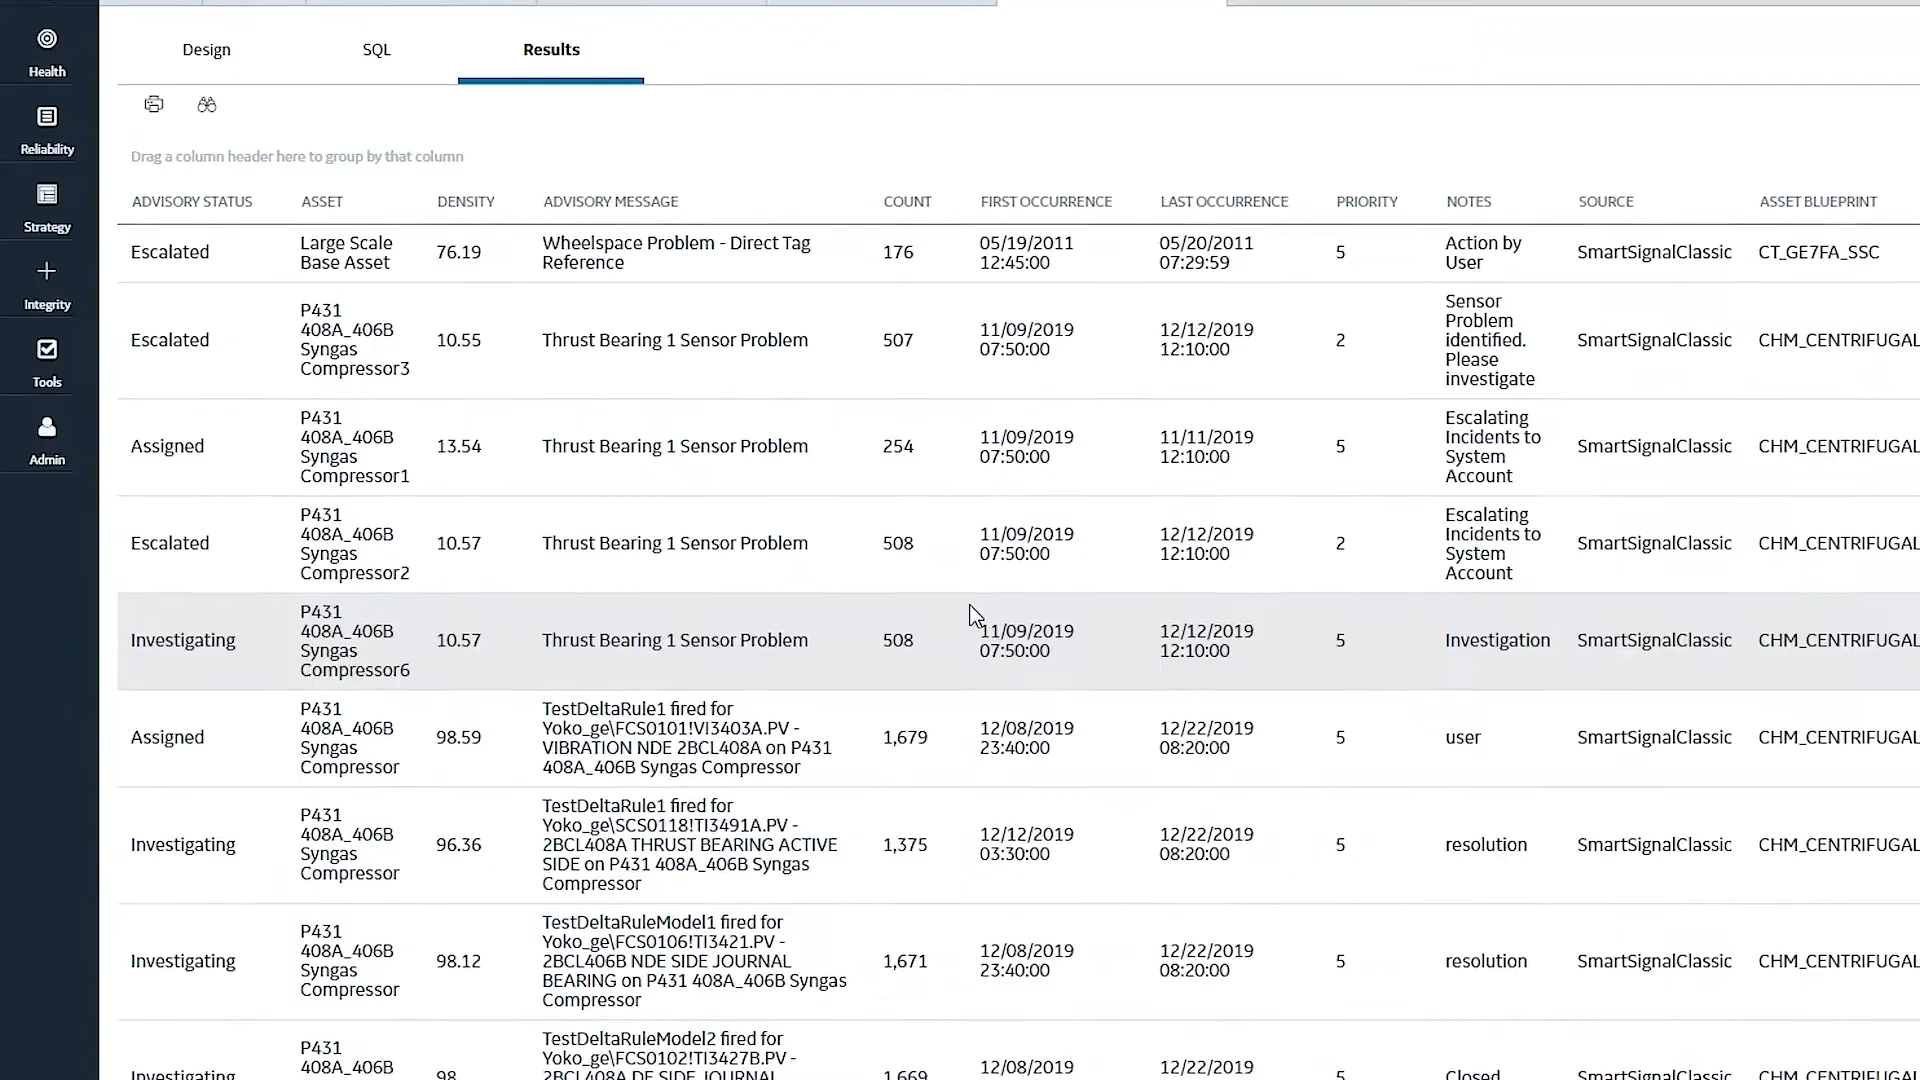 Health
Reliability
Strategy
Integrity
Tools
Admin
Design
SQL
Results
Drag a column header here to group by that column
ADVISORY STATUS ASSET DENSITY ADVISORY MESSAGE COUNT FIRST OCCURRENCE LAST OCCURRENCE PRIORITY NOTES SOURCE ASSET BLUEPRINT
Escalated
Large Scale
Base Asset
76.19
Wheelspace Problem - Direct Tag
Reference
176
05/19/2011
12:45:00
05/20/2011
07:29:59
5
Action by
User
SmartSignalClassic
CT_GE7FA_SSC
Escalated
P431
408A_406B
Syngas
Compressor3
10.55
Thrust Bearing 1 Sensor Problem
507
11/09/2019
07:50:00
12/12/2019
12:10:00
2
Sensor
Problem
identified.
Please
investigate
SmartSignalClassic
CHM_CENTRIFUGAL
Assigned
P431
408A_406B
Syngas
Compressor1
13.54
Thrust Bearing 1 Sensor Problem
254
11/09/2019
07:50:00
11/11/2019
12:10:00
5
Escalating
Incidents to
System
Account
SmartSignalClassic
CHM_CENTRIFUGAL
Escalated
P431
408A_406B
Syngas
Compressor2
10.57
Thrust Bearing 1 Sensor Problem
508
11/09/2019
07:50:00
12/12/2019
12:10:00
2
Escalating
Incidents to
System
Account
SmartSignalClassic
CHM_CENTRIFUGAL
Investigating
P431
408A_406B
Syngas
Compressor6
10.57
Thrust Bearing 1 Sensor Problem
508
11/09/2019
07:50:00
12/12/2019
12:10:00
5
Investigation
SmartSignalClassic
CHM_CENTRIFUGAL
Assigned
P431
408A_406B
Syngas
Compressor
98.59
TestDeltaRule1 fired for
Yoko_ge\FCS0101!VI3403A.PV -
VIBRATION NDE 2BCL408A on P431
408A_406B Syngas Compressor
1,679
12/08/2019
23:40:00
12/22/2019
08:20:00
5
user
SmartSignalClassic
CHM_CENTRIFUGAL
Investigating
P431
408A_406B
Syngas
Compressor
96.36
TestDeltaRule1 fired for
Yoko_ge\SCS0118!TI3491A.PV -
2BCL408A THRUST BEARING ACTIVE
SIDE on P431 408A_406B Syngas
Compressor
1,375
12/12/2019
03:30:00
12/22/2019
08:20:00
5
resolution
SmartSignalClassic
CHM_CENTRIFUGAL
Investigating
P431
408A_406B
Syngas
Compressor
98.12
TestDeltaRuleModel1 fired for
Yoko_ge\FCS0106!TI3421.PV -
2BCL406B NDE SIDE JOURNAL
BEARING on P431 408A_406B Syngas
Compressor
1,671
12/08/2019
23:40:00
12/22/2019
08:20:00
5
resolution
SmartSignalClassic
CHM_CENTRIFUGAL
Investigating
P431
408A_406B
98
TestDeltaRuleModel2 fired for
Yoko_ge\FCS0102!TI3427B.PV -
2BCL408A DE SIDE JOURNAL
1,669
12/08/2019
12/22/2019
5
Closed
SmartSignalClassic
CHM_CENTRIFUGAL